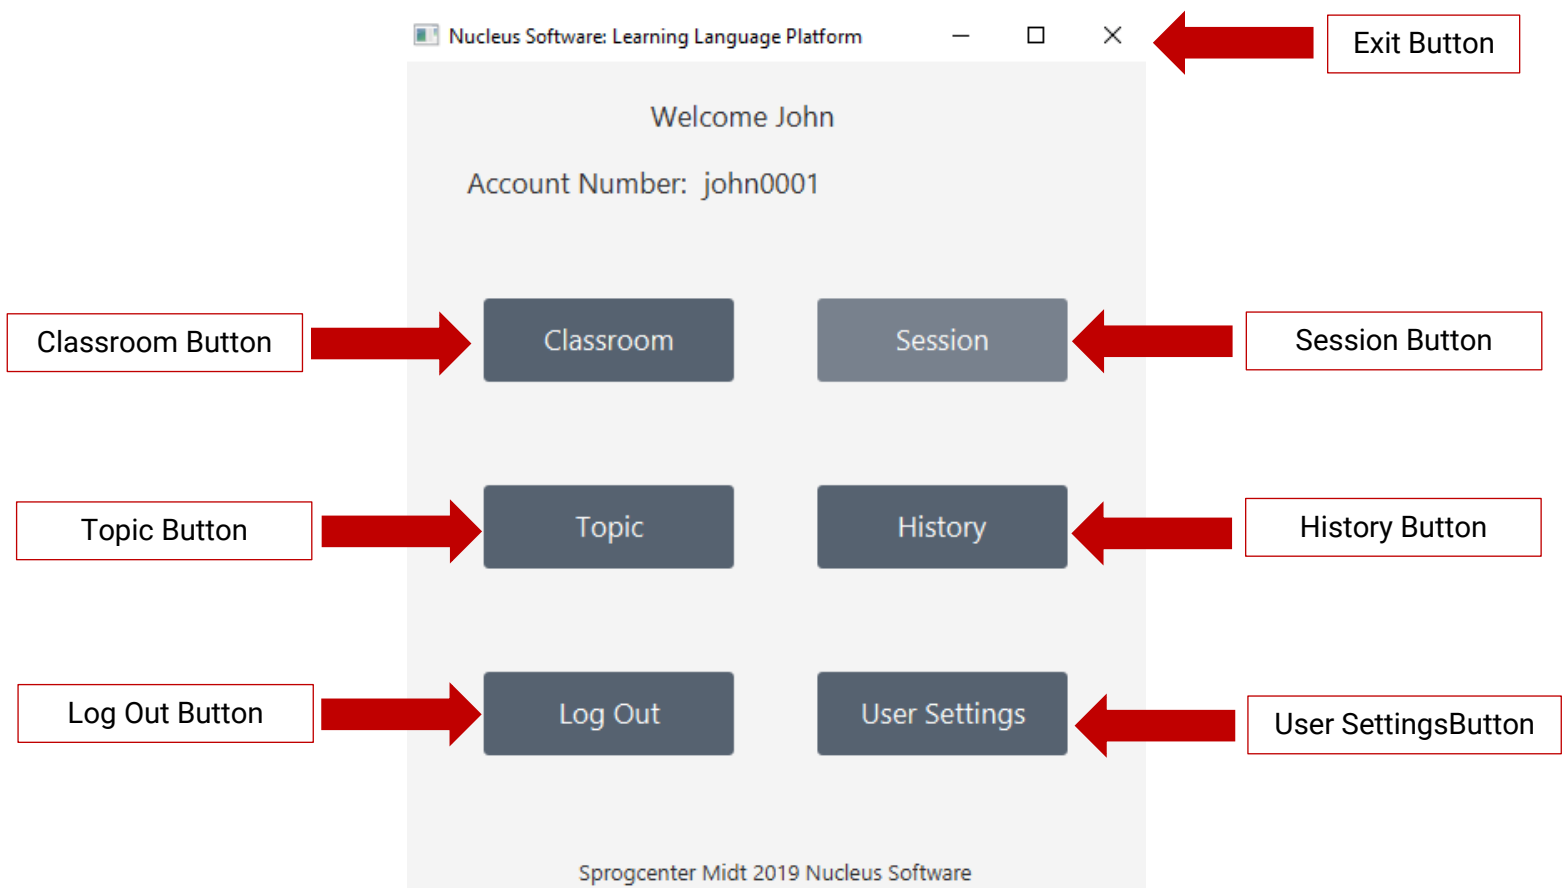 Nucleus Software: Learning Language Platform
Exit Button
Welcome John
Account Number: john0001
Classroom Button
Classroom
Session
Session Button
Topic Button
Topic
History
History Button
Log Out Button
Log Out
User Settings
User SettingsButton
Sprogcenter Midt 2019 Nucleus Software